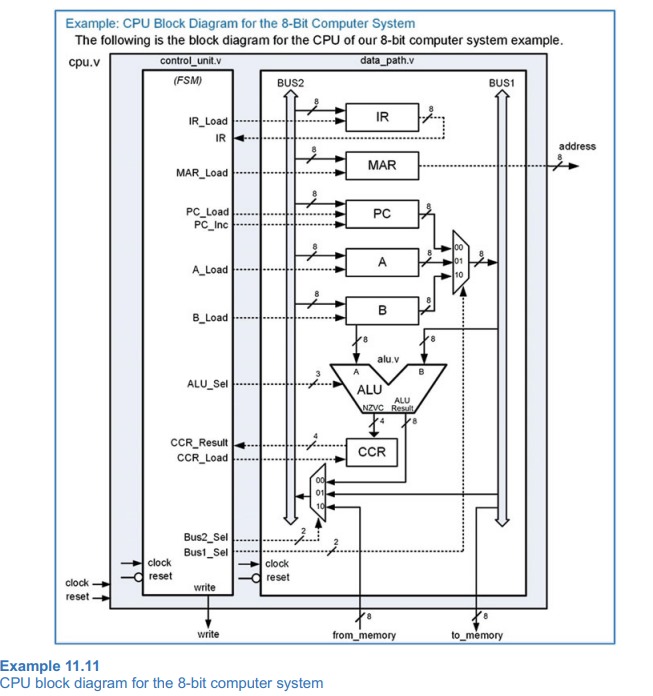 Example: CPU Block Diagram for the 8-Bit Computer System
The following is the block diagram for the CPU of our 8-bit computer system example.
cpu.v
control_unit.v
data_path.v
(FSM)
BUS2
BUS1
8
8
IR_Load
IR
IR
address
8
8
MAR_Load
MAR
8
8
PC_Load
PC_Inc
PC
00
01
10
8
8
8
A_Load
A
8
8
B_Load
B
8
8
alu.v
A
B
ALU_Sel
3
ALU
NZVC
ALU
Result
4
8
CCR_Result
4
CCR_Load
CCR
00
01
10
Bus2_Sel
2
Bus1_Sel
2
clock
reset
clock
reset
clock
reset
write
write
8
from_memory
8
to_memory
Example 11.11
CPU block diagram for the 8-bit computer system